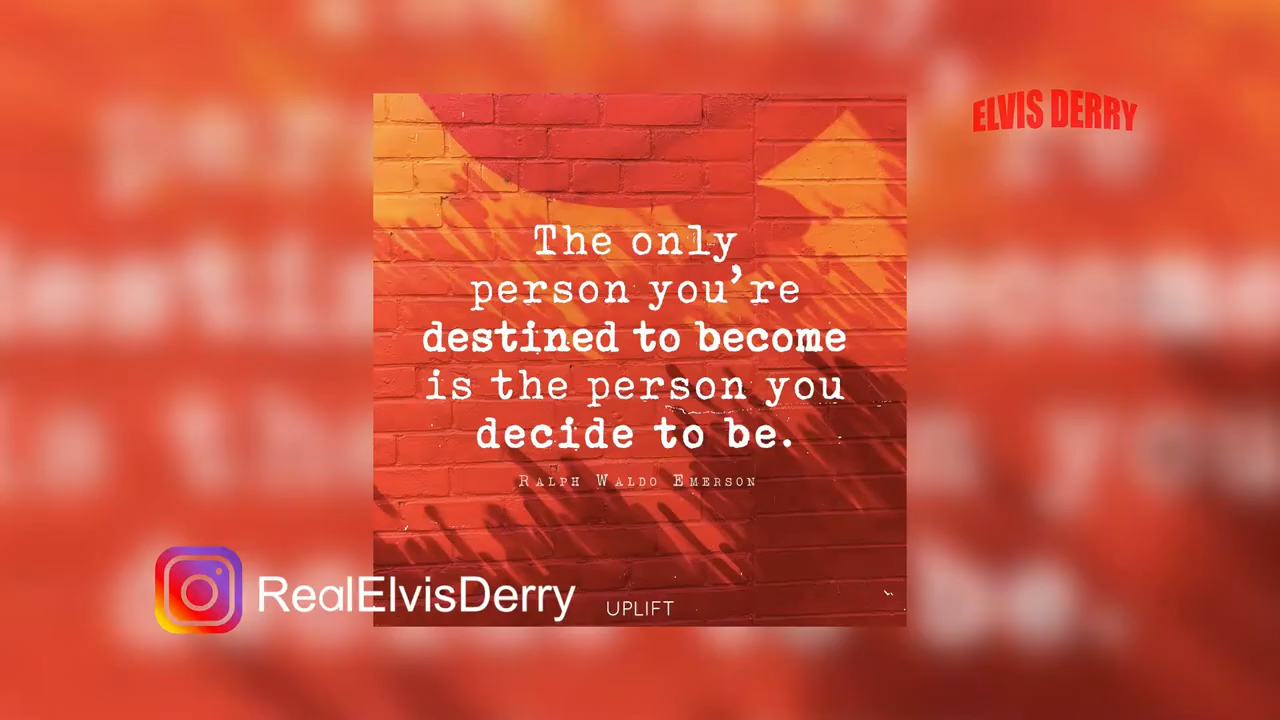 ELVIS DERRY
The only
person you’re
destined to become
is the person you
decide to be.
RALPH WALDO EMERSON
RealElvisDerry
UPLIFT